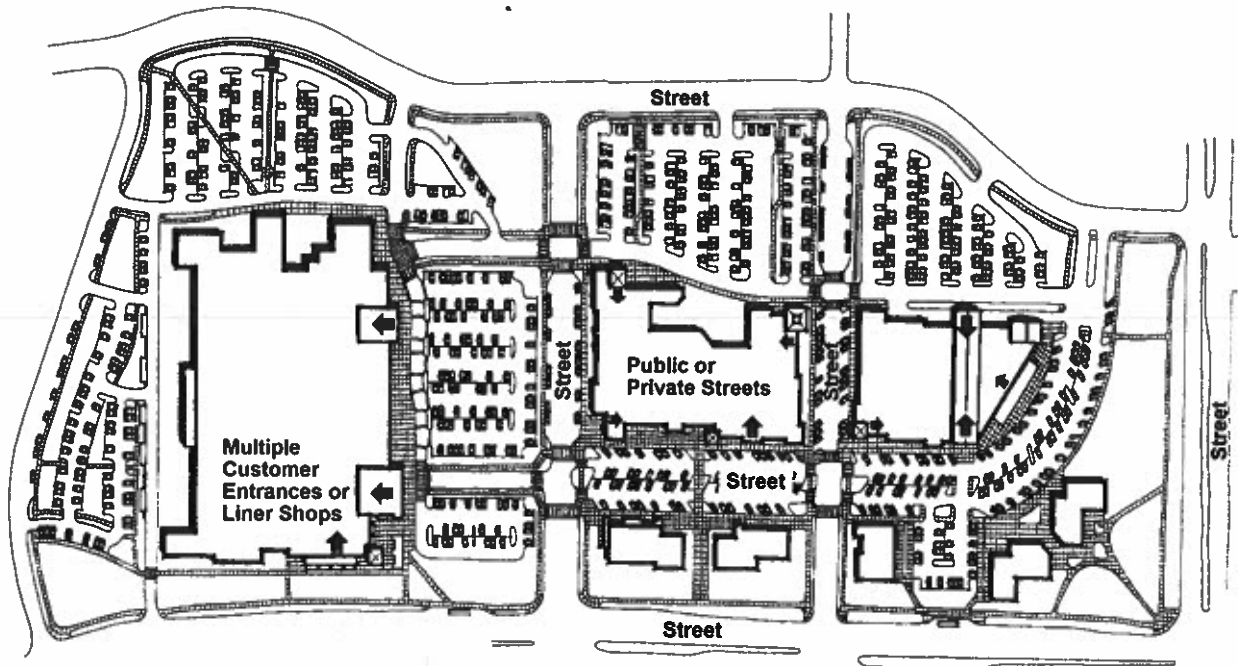 Street
Street
Public or
Private Streets
Street
Multiple
Customer
Entrances or
Liner Shops
Street
Street
Street